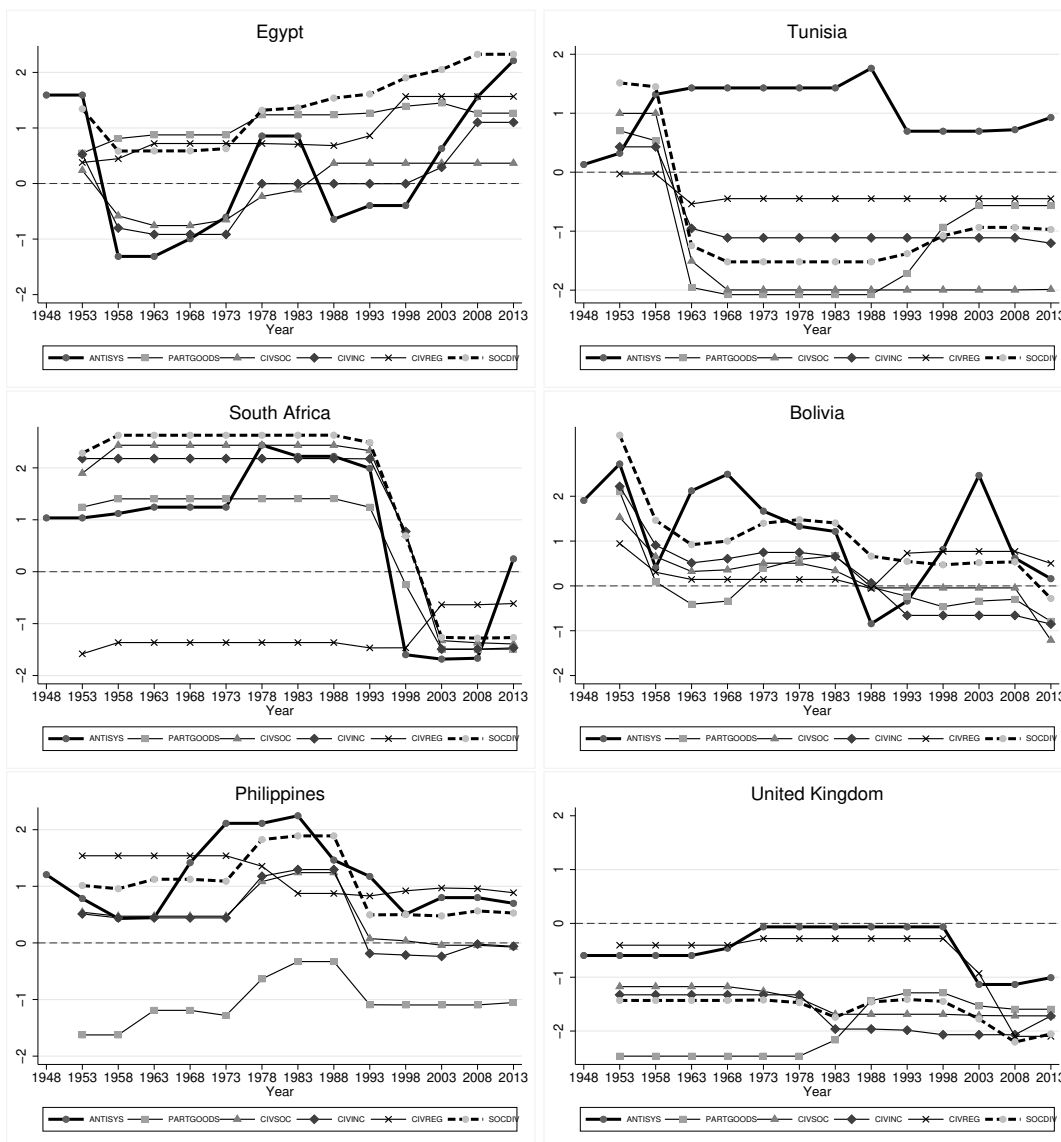 Egypt
2
1
0
−1
−2
1948 1953 1958 1963 1968 1973 1978 1983 1988 1993 1998 2003 2008 2013
Year
ANTISYS PARTGOODS CIVSOC CIVINC CIVREG SOCDIV
Tunisia
2
1
0
−1
−2
1948 1953 1958 1963 1968 1973 1978 1983 1988 1993 1998 2003 2008 2013
Year
ANTISYS PARTGOODS CIVSOC CIVINC CIVREG SOCDIV
South Africa
2
1
0
−1
−2
1948 1953 1958 1963 1968 1973 1978 1983 1988 1993 1998 2003 2008 2013
Year
ANTISYS PARTGOODS CIVSOC CIVINC CIVREG SOCDIV
Bolivia
2
1
0
−1
−2
1948 1953 1958 1963 1968 1973 1978 1983 1988 1993 1998 2003 2008 2013
Year
ANTISYS PARTGOODS CIVSOC CIVINC CIVREG SOCDIV
Philippines
2
1
0
−1
−2
1948 1953 1958 1963 1968 1973 1978 1983 1988 1993 1998 2003 2008 2013
Year
ANTISYS PARTGOODS CIVSOC CIVINC CIVREG SOCDIV
United Kingdom
2
1
0
−1
−2
1948 1953 1958 1963 1968 1973 1978 1983 1988 1993 1998 2003 2008 2013
Year
ANTISYS PARTGOODS CIVSOC CIVINC CIVREG SOCDIV